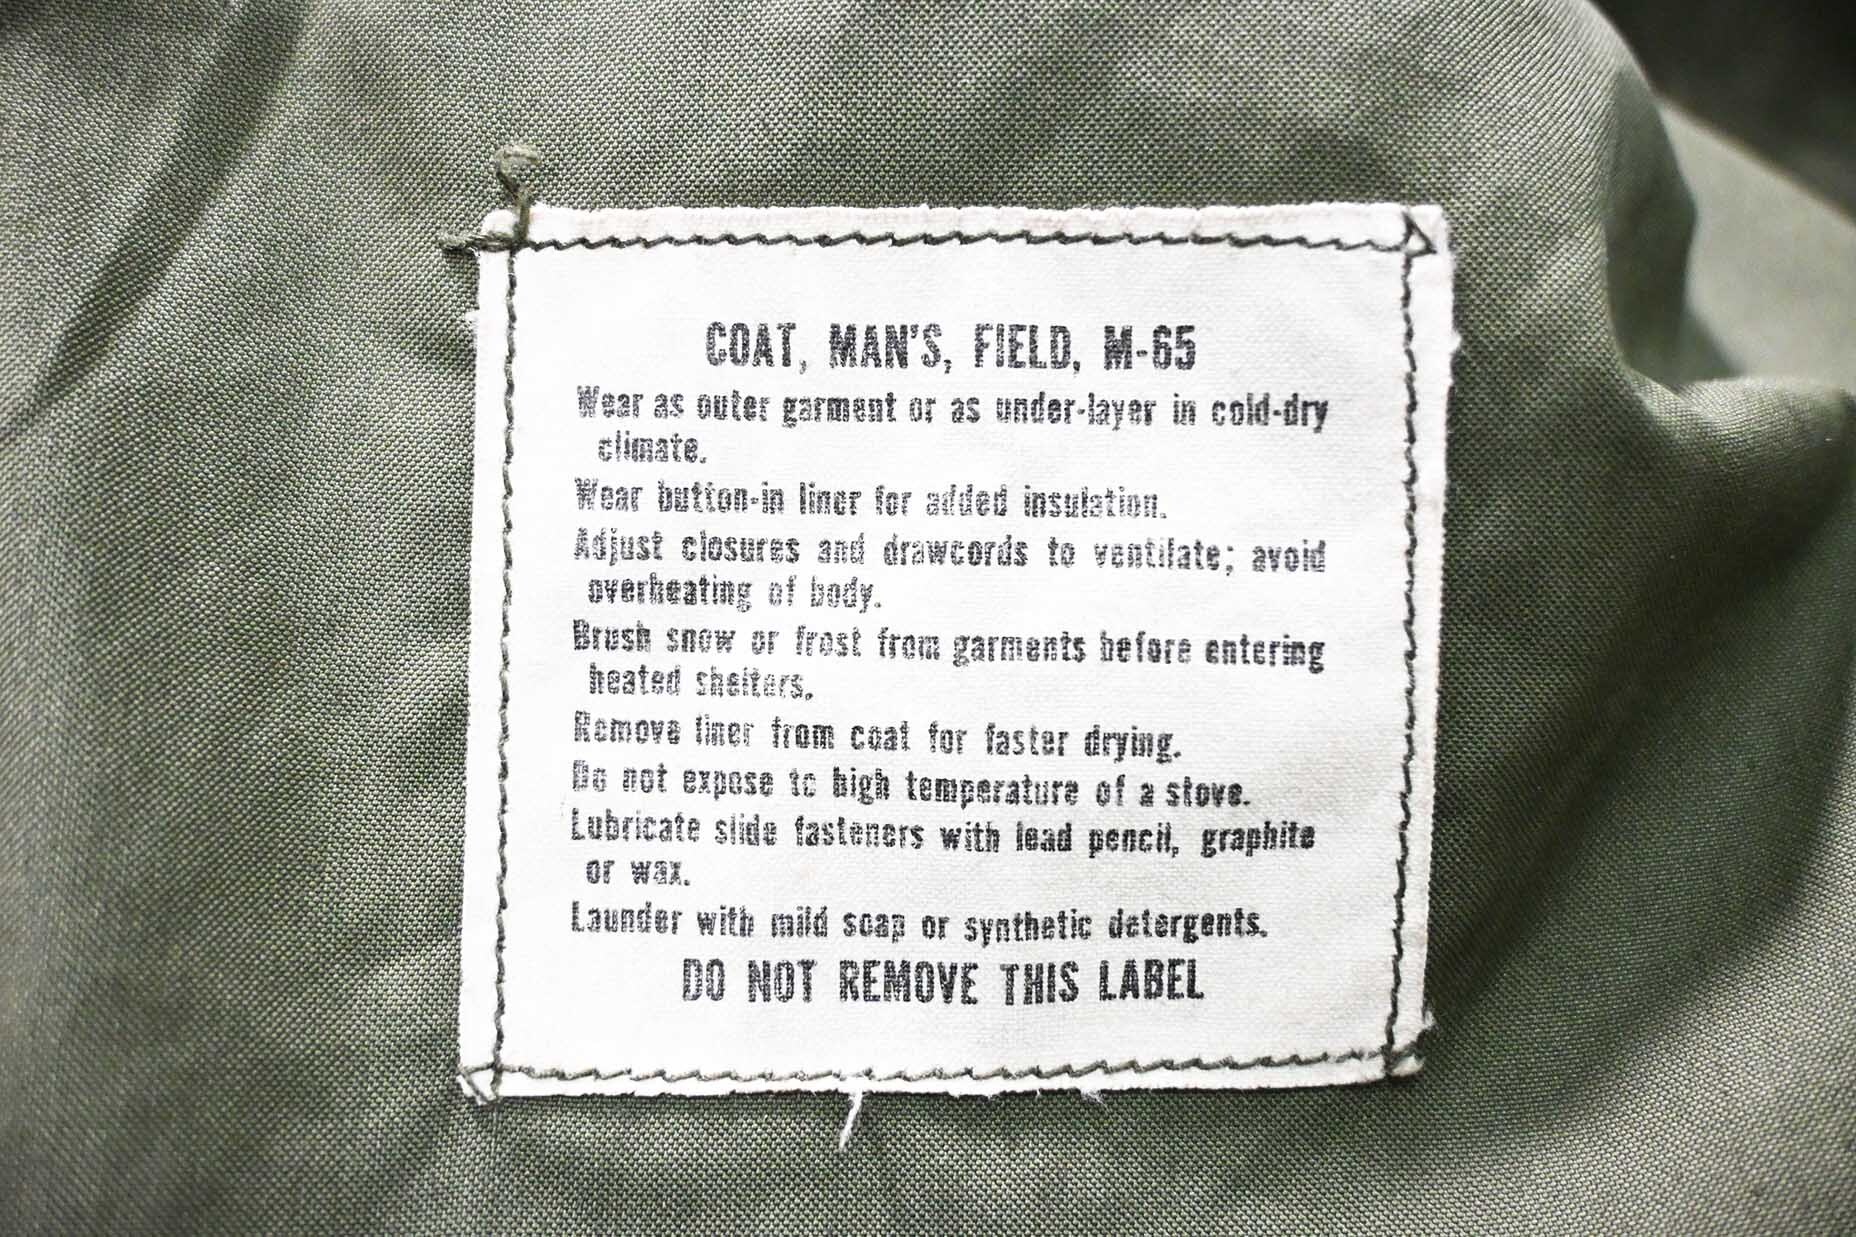 COAT, MAN'S, FIELD, M-65
Wear as outer garment or as under-layer in cold-dry
climate.
Wear button-in liner for added insulation.
Adjust closures and drawcords to ventilate; avoid
overheating of body.
Brush snow or frost from garments before entering
heated shelters.
Remove liner from coat for faster drying.
Do not expose to high temperature of a stove.
Lubricate slide fasteners with lead pencil, graphite
or wax.
Launder with mild soap or synthetic detergents.
DO NOT REMOVE THIS LABEL